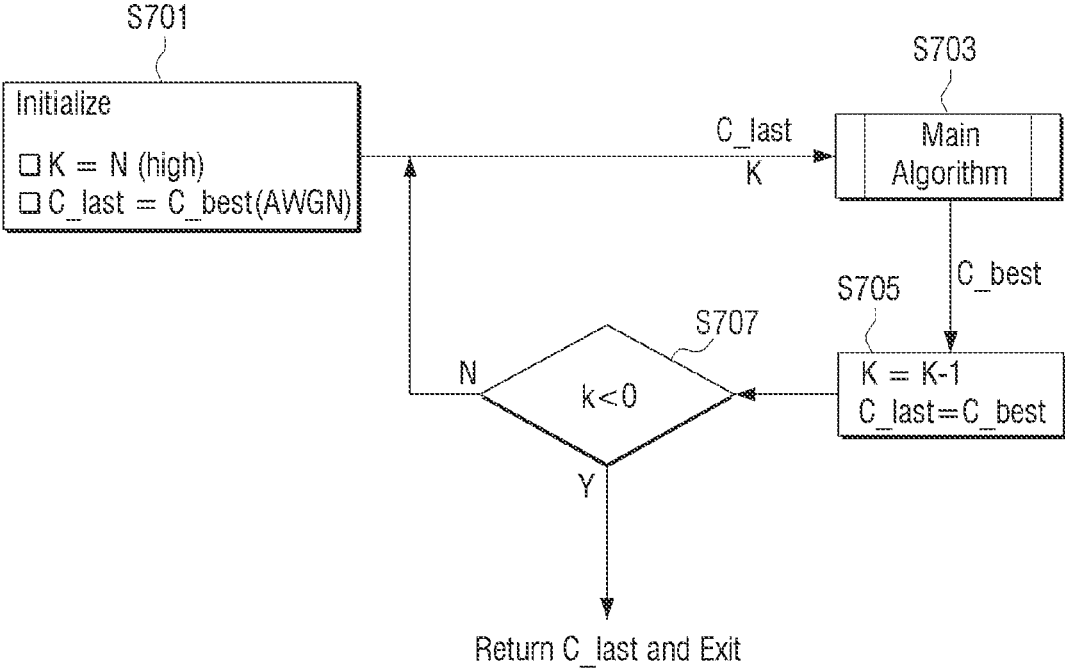 S701
Initialize
K = N (high)
C_last = C_best(AWGN)
C_last
K
S703
Main
Algorithm
C_best
S705
K = K-1
C_last=C_best
S707
k<0
N
Y
Return C_last and Exit